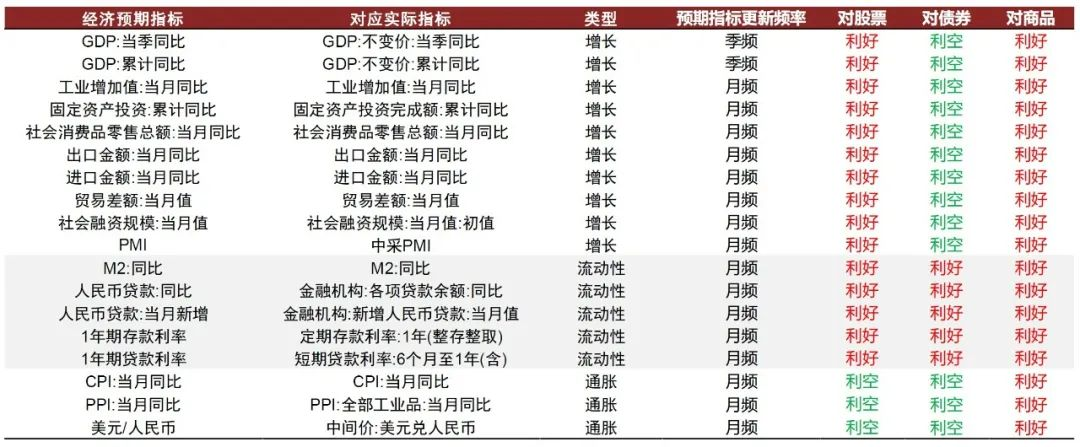 经济预期指标 对应实际指标 类型 预期指标更新频率 对股票 对债券 对商品
GDP:当季同比 GDP:不变价:当季同比 增长 季频 利好 利空 利好
GDP:累计同比 GDP:不变价:累计同比 增长 季频 利好 利空 利好
工业增加值:当月同比 工业增加值:当月同比 增长 月频 利好 利空 利好
固定资产投资:累计同比 固定资产投资完成额:累计同比 增长 月频 利好 利空 利好
社会消费品零售总额:当月同比 社会消费品零售总额:当月同比 增长 月频 利好 利空 利好
出口金额:当月同比 出口金额:当月同比 增长 月频 利好 利空 利好
进口金额:当月同比 进口金额:当月同比 增长 月频 利好 利空 利好
贸易差额:当月值 贸易差额:当月值 增长 月频 利好 利空 利好
社会融资规模:当月值 社会融资规模:当月值:初值 增长 月频 利好 利空 利好
PMI 中采PMI 增长 月频 利好 利空 利好
M2:同比 M2:同比 流动性 月频 利好 利好 利好
人民币贷款:同比 金融机构:各项贷款余额:同比 流动性 月频 利好 利好 利好
人民币贷款:当月新增 金融机构:新增人民币贷款:当月值 流动性 月频 利好 利好 利好
1年期存款利率 定期存款利率:1年(整存整取) 流动性 月频 利好 利好 利好
1年期贷款利率 短期贷款利率:6个月至1年(含) 流动性 月频 利好 利好 利好
CPI:当月同比 CPI:当月同比 通胀 月频 利空 利空 利好
PPI:当月同比 PPI:全部工业品:当月同比 通胀 月频 利空 利空 利好
美元/人民币 中间价:美元兑人民币 通胀 月频 利空 利空 利好